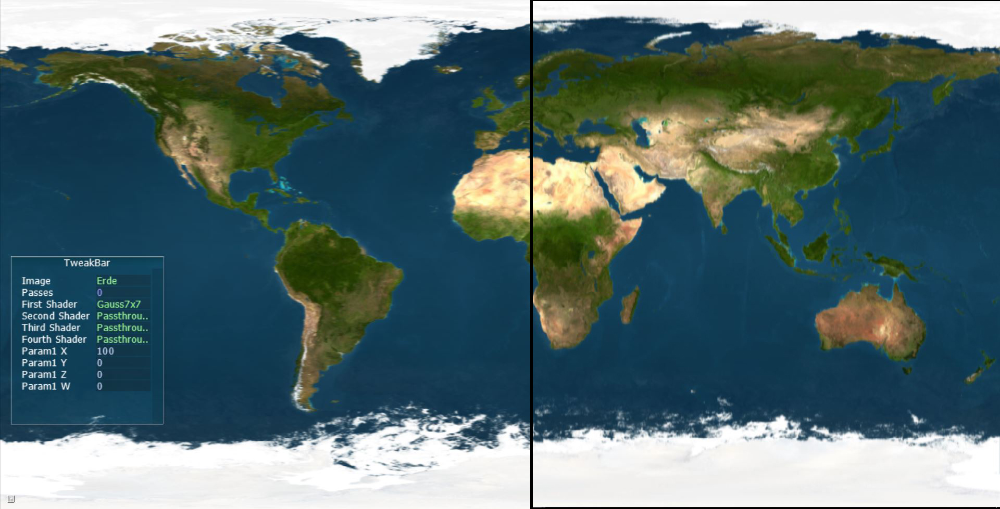 TweakBar
Image Erde
Passes 0
First Shader Gauss7x7
Second Shader Passthrou..
Third Shader Passthrou..
Fourth Shader Passthrou..
Param1 X 100
Param1 Y 0
Param1 Z 0
Param1 W 0